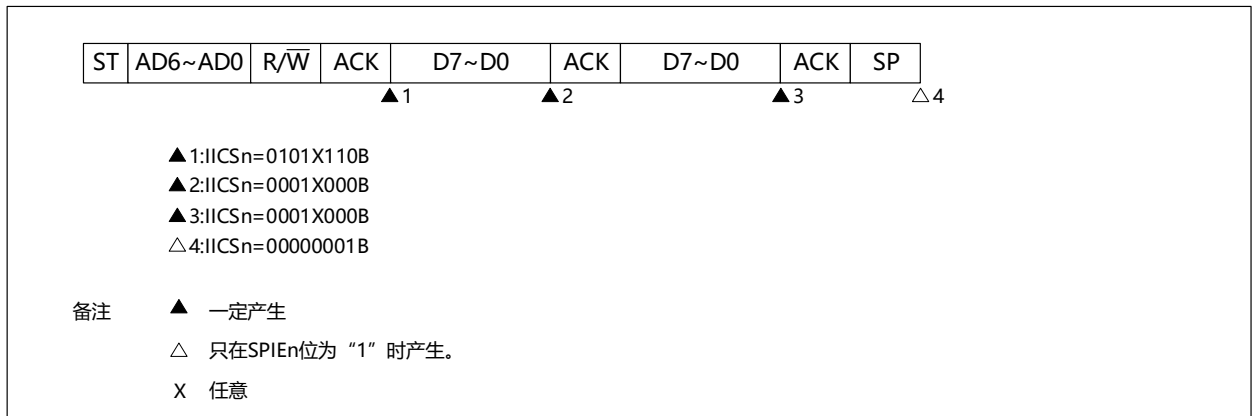 ST AD6~AD0 R/W̅ ACK D7~D0 ACK D7~D0 ACK SP
▲1 ▲2 ▲3 △4
▲1:IICSn=0101X110B
▲2:IICSn=0001X000B
▲3:IICSn=0001X000B
△4:IICSn=00000001B
备注 ▲ 一定产生
△ 只在SPIEn位为“1”时产生。
X 任意